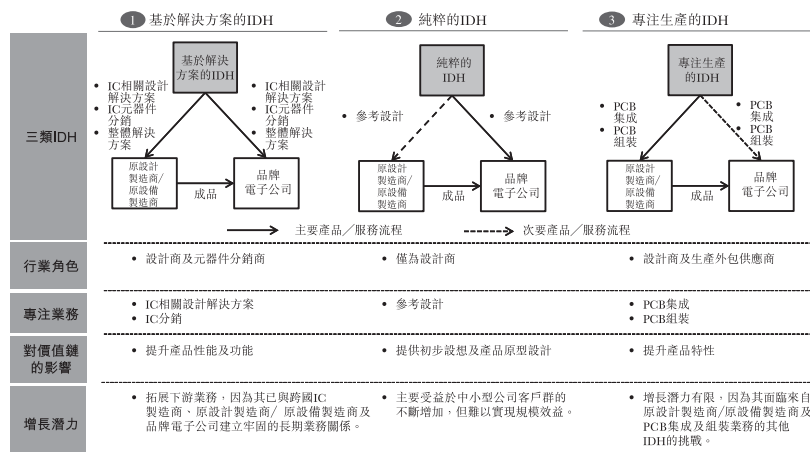 1 基於解決方案的IDH
2 純粹的IDH
3 專注生產的IDH
三類IDH
基於解決
方案的IDH
• IC相關設計
解決方案
• IC元器件
分銷
• 整體解決
方案
• IC相關設計
解決方案
• IC元器件
分銷
• 整體解決
方案
原設計
製造商/
原設備
製造商
成品
品牌
電子公司
純粹的
IDH
• 參考設計
• 參考設計
原設計
製造商/
原設備
製造商
成品
品牌
電子公司
專注生產
的IDH
• PCB
集成
• PCB
組裝
• PCB
集成
• PCB
組裝
原設計
製造商/
原設備
製造商
成品
品牌
電子公司
主要產品／服務流程
次要產品／服務流程
行業角色
• 設計商及元器件分銷商
• 僅為設計商
• 設計商及生產外包供應商
專注業務
• IC相關設計解決方案
• IC分銷
• 參考設計
• PCB集成
• PCB組裝
對價值鏈
的影響
• 提升產品性能及功能
• 提供初步設想及產品原型設計
• 提升產品特性
增長潛力
• 拓展下游業務，因為其已與跨國IC
製造商、原設計製造商/ 原設備製造商及
品牌電子公司建立牢固的長期業務關係。
• 主要受益於中小型公司客戶群的
不斷增加，但難以實現規模效益。
• 增長潛力有限，因為其面臨來自
原設計製造商/原設備製造商及
PCB集成及組裝業務的其他
IDH的挑戰。